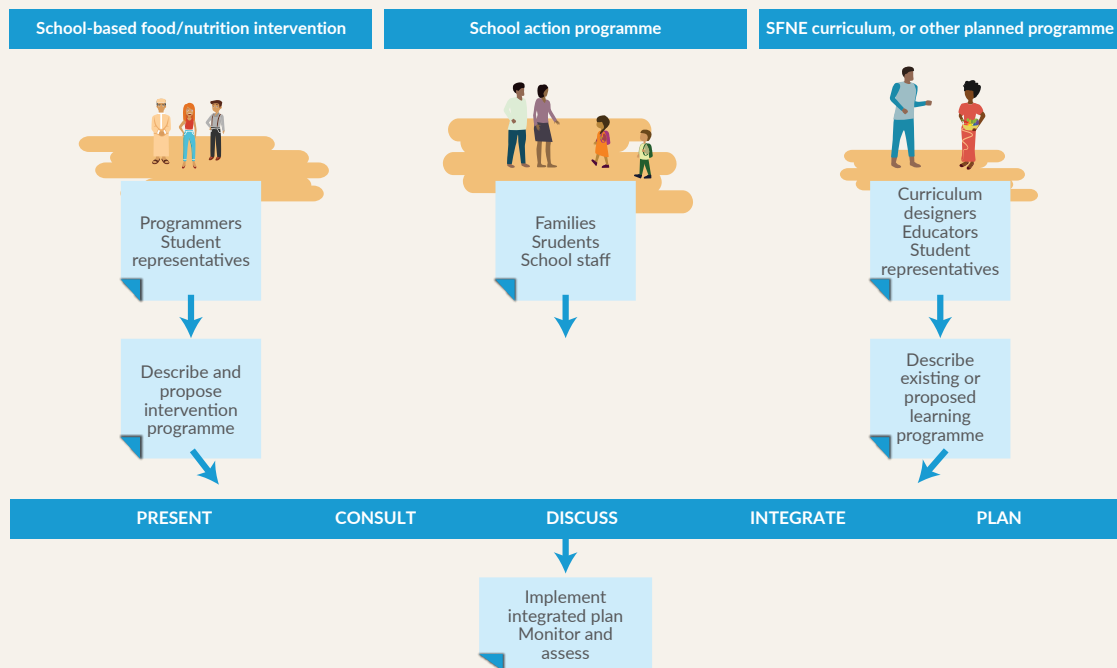 School-based food/nutrition intervention
School action programme
SFNE curriculum, or other planned programme
Programmers
Student
representatives
Families
Srudents
School staff
Curriculum
designers
Educators
Student
representatives
Describe and
propose
intervention
programme
Describe
existing or
proposed
learning
programme
PRESENT CONSULT DISCUSS INTEGRATE PLAN
Implement
integrated plan
Monitor and
assess